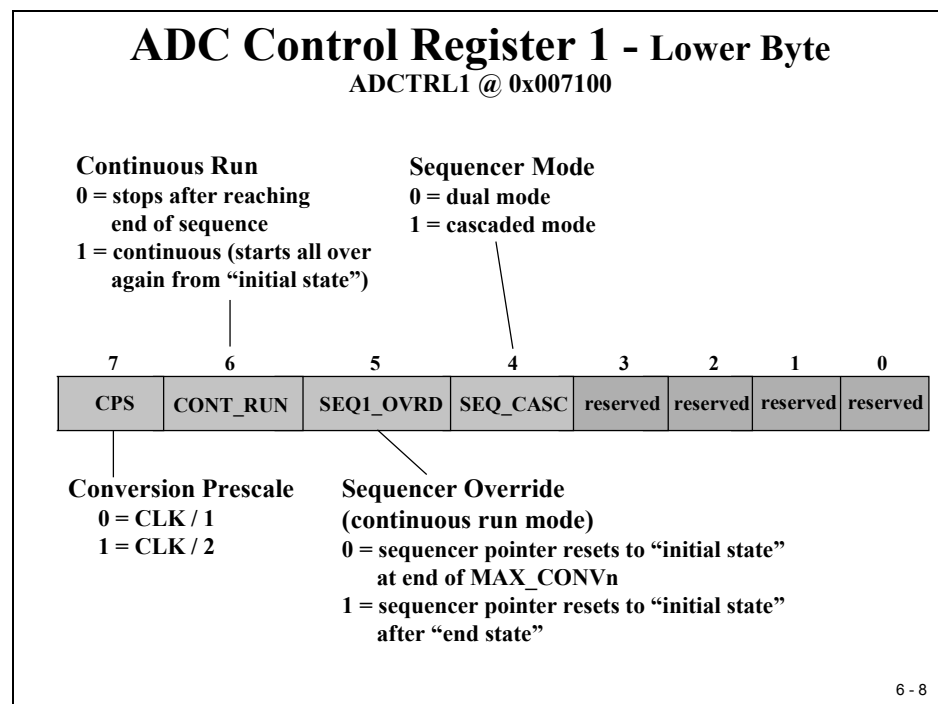 ADC Control Register 1 - Lower Byte
ADCTRL1 @ 0x007100
Continuous Run
0 = stops after reaching
end of sequence
1 = continuous (starts all over
again from “initial state”)
Sequencer Mode
0 = dual mode
1 = cascaded mode
7 6 5 4 3 2 1 0
CPS CONT_RUN SEQ1_OVRD SEQ_CASC reserved reserved reserved reserved
Conversion Prescale
0 = CLK / 1
1 = CLK / 2
Sequencer Override
(continuous run mode)
0 = sequencer pointer resets to “initial state”
at end of MAX_CONVn
1 = sequencer pointer resets to “initial state”
after “end state”
6 - 8